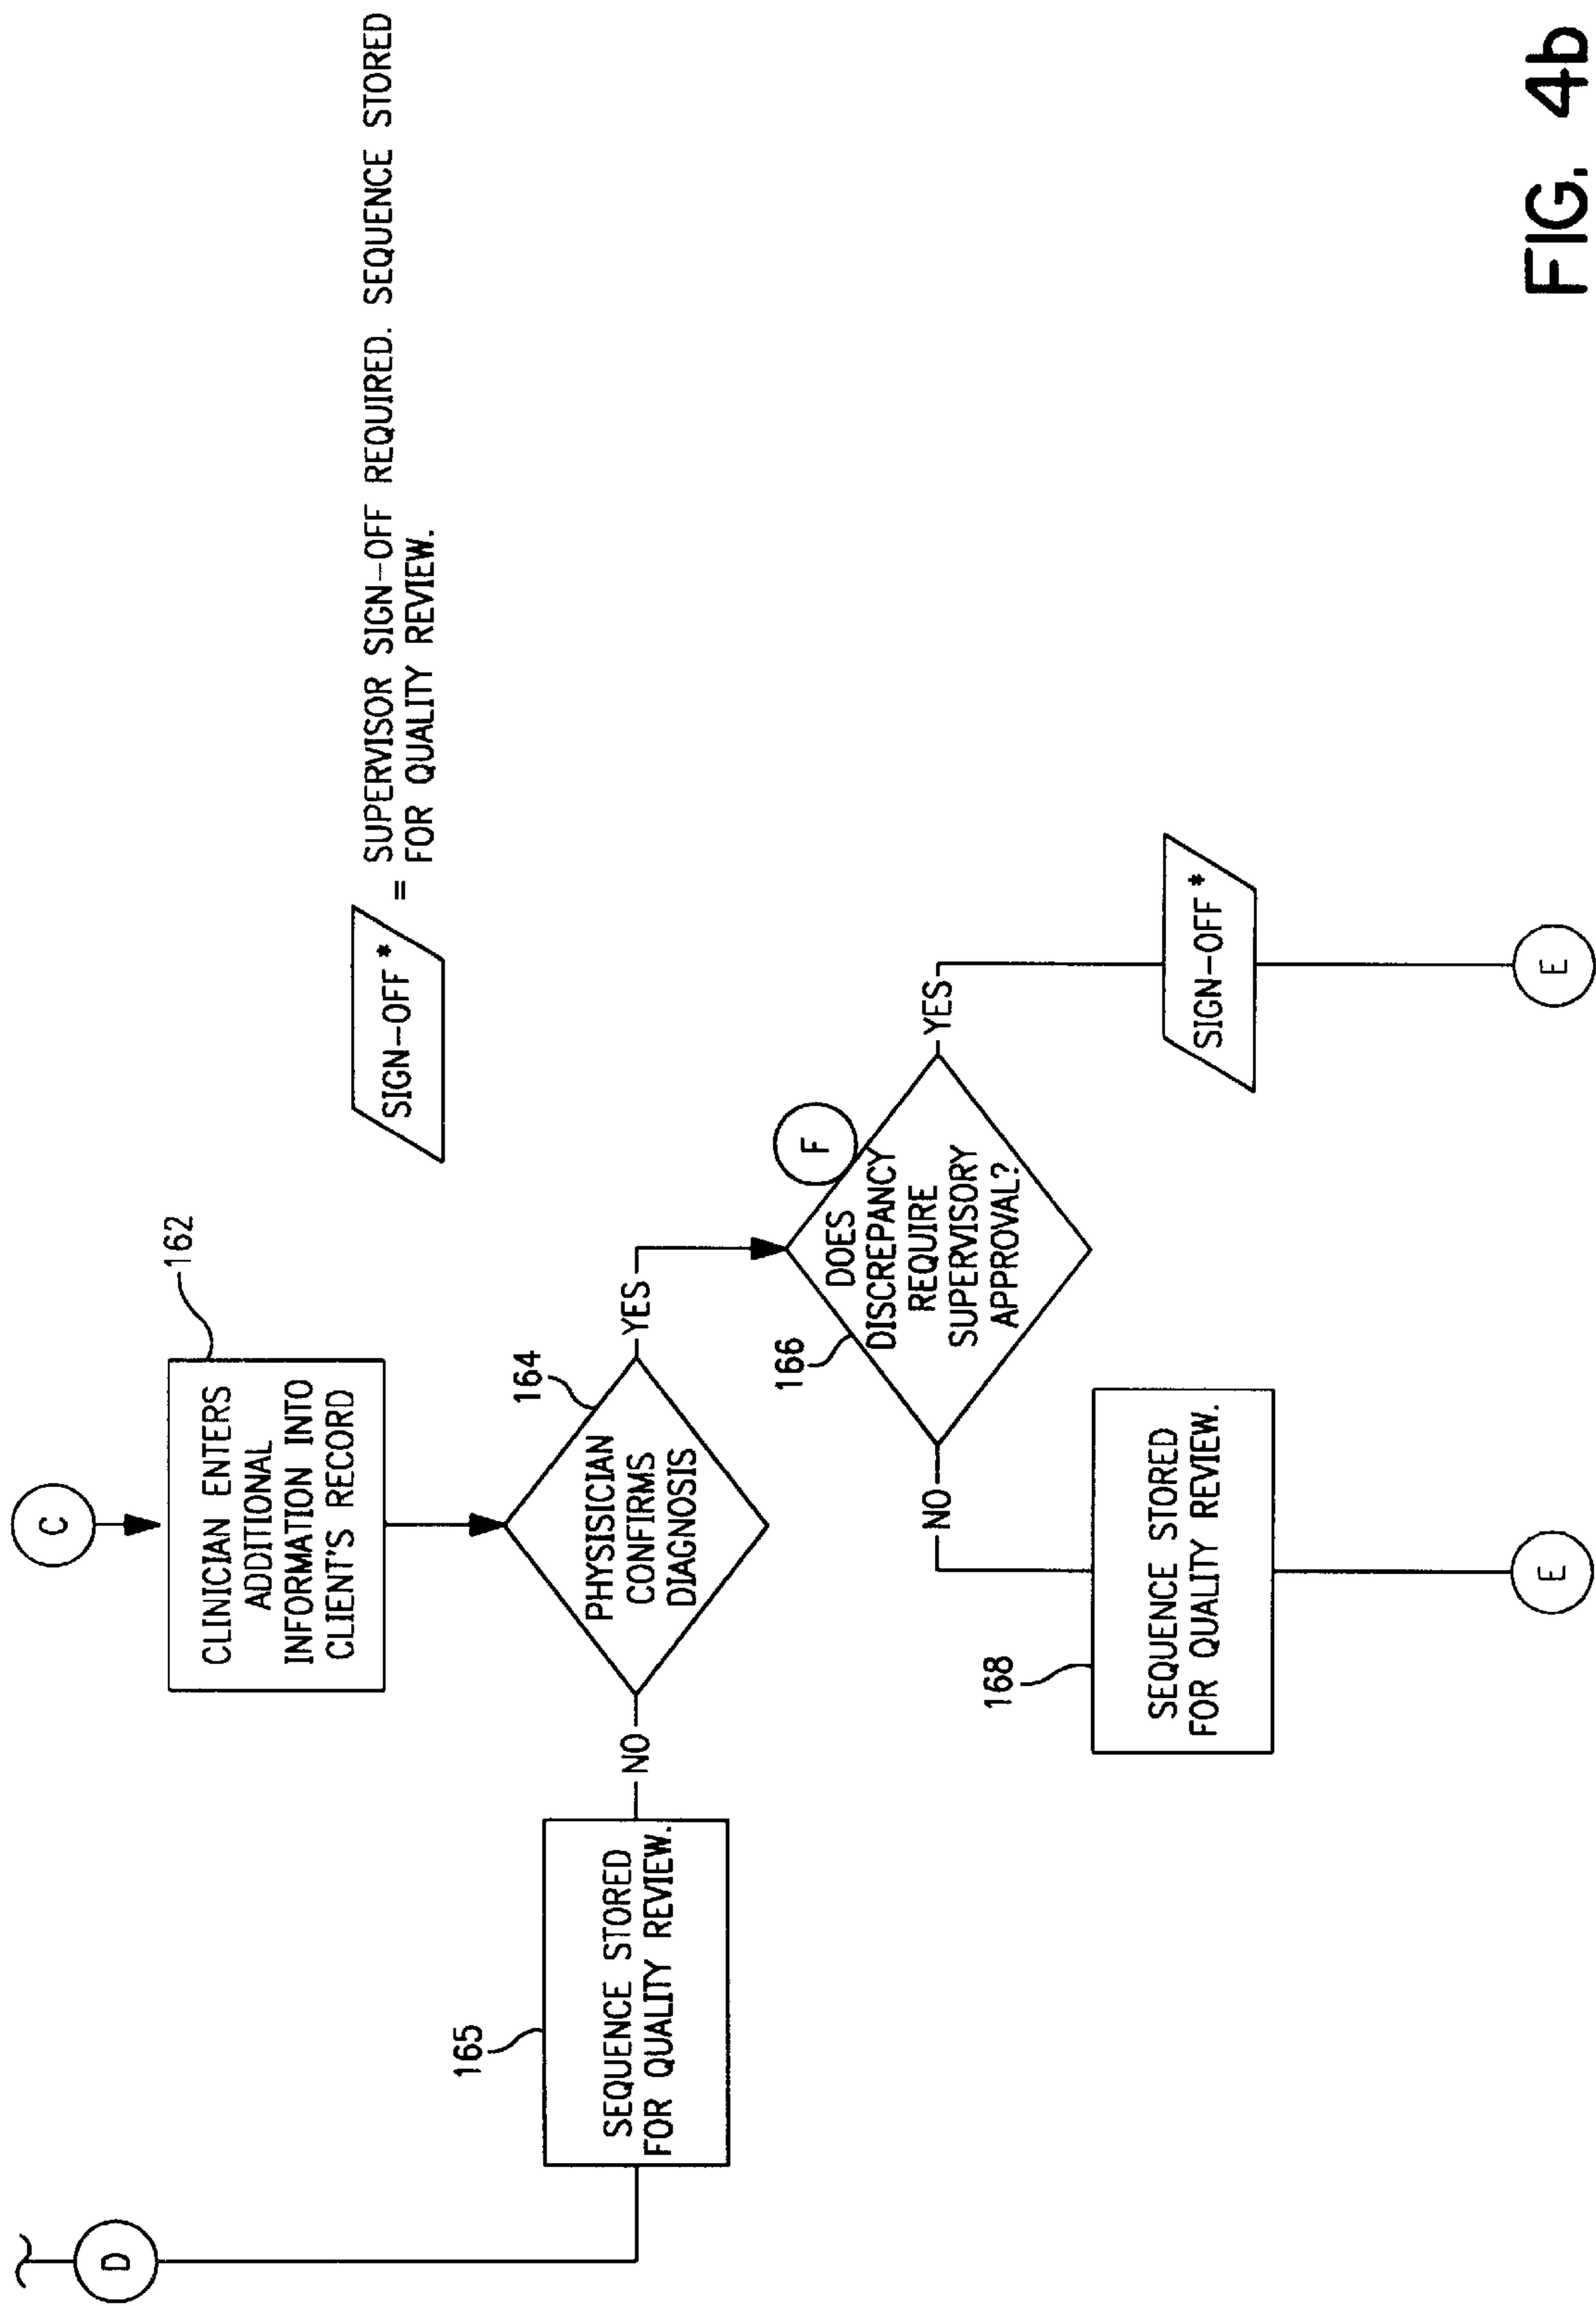 C
CLINICIAN ENTERS
ADDITIONAL
INFORMATION INTO
CLIENT'S RECORD
162
SIGN-OFF *
= SUPERVISOR SIGN-OFF REQUIRED. SEQUENCE STORED
FOR QUALITY REVIEW.
D
165
SEQUENCE STORED
FOR QUALITY REVIEW.
NO
164
PHYSISICIAN
CONFIRMS
DIAGNOSIS
YES
F
166
DOES
DISCREPANCY
REQUIRE
SUPERVISORY
APPROVAL?
NO
YES
168
SEQUENCE STORED
FOR QUALITY REVIEW.
SIGN-OFF *
E
E
FIG. 4b